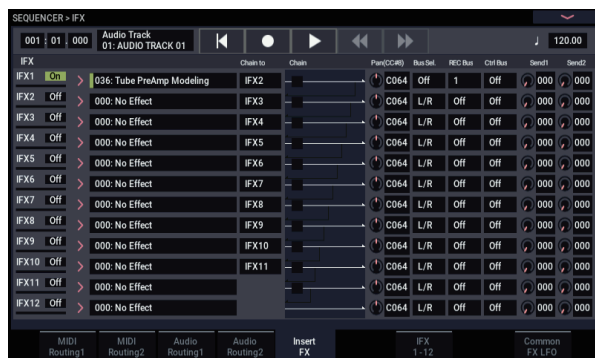 SEQUENCER > IFX
001 : 01 . 000 Audio Track 01: AUDIO TRACK 01 ♩ 120.00
IFX Chain to Chain Pan(CC#8) Bus Sel. REC Bus Ctrl Bus Send1 Send2
IFX1 On 036: Tube PreAmp Modeling IFX2 C064 Off 1 Off 000 000
IFX2 Off 000: No Effect IFX3 C064 L/R Off Off 000 000
IFX3 Off 000: No Effect IFX4 C064 L/R Off Off 000 000
IFX4 Off 000: No Effect IFX5 C064 L/R Off Off 000 000
IFX5 Off 000: No Effect IFX6 C064 L/R Off Off 000 000
IFX6 Off 000: No Effect IFX7 C064 L/R Off Off 000 000
IFX7 Off 000: No Effect IFX8 C064 L/R Off Off 000 000
IFX8 Off 000: No Effect IFX9 C064 L/R Off Off 000 000
IFX9 Off 000: No Effect IFX10 C064 L/R Off Off 000 000
IFX10 Off 000: No Effect IFX11 C064 L/R Off Off 000 000
IFX11 Off 000: No Effect C064 L/R Off Off 000 000
IFX12 Off 000: No Effect C064 L/R Off Off 000 000
MIDI Routing1 MIDI Routing2 Audio Routing1 Audio Routing2 Insert FX IFX 1-12 Common FX LFO